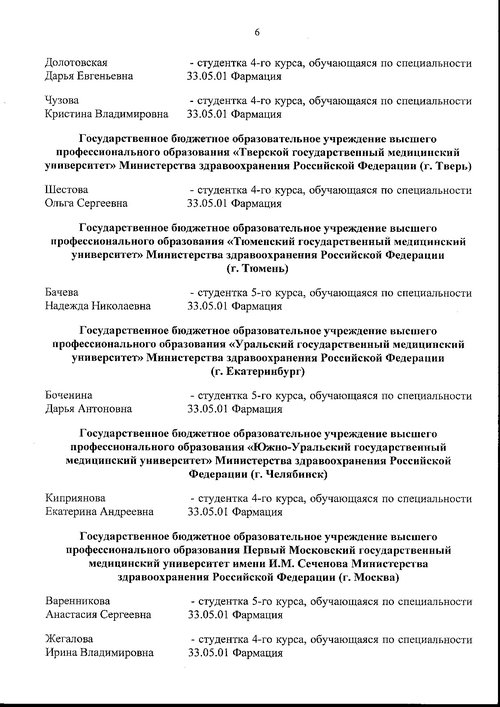 6
Долотовская - студентка 4-го курса, обучающаяся по специальности
Дарья Евгеньевна 33.05.01 Фармация
Чузова - студентка 4-го курса, обучающаяся по специальности
Кристина Владимировна 33.05.01 Фармация
Государственное бюджетное образовательное учреждение высшего
профессионального образования «Тверской государственный медицинский
университет» Министерства здравоохранения Российской Федерации (г. Тверь)
Шестова - студентка 4-го курса, обучающаяся по специальности
Ольга Сергеевна 33.05.01 Фармация
Государственное бюджетное образовательное учреждение высшего
профессионального образования «Тюменский государственный медицинский
университет» Министерства здравоохранения Российской Федерации
(г. Тюмень)
Бачева - студентка 5-го курса, обучающаяся по специальности
Надежда Николаевна 33.05.01 Фармация
Государственное бюджетное образовательное учреждение высшего
профессионального образования «Уральский государственный медицинский
университет» Министерства здравоохранения Российской Федерации
(г. Екатеринбург)
Боченина - студентка 5-го курса, обучающаяся по специальности
Дарья Антоновна 33.05.01 Фармация
Государственное бюджетное образовательное учреждение высшего
профессионального образования «Южно-Уральский государственный
медицинский университет» Министерства здравоохранения Российской
Федерации (г. Челябинск)
Киприянова - студентка 4-го курса, обучающаяся по специальности
Екатерина Андреевна 33.05.01 Фармация
Государственное бюджетное образовательное учреждение высшего
профессионального образования Первый Московский государственный
медицинский университет имени И.М. Сеченова Министерства
здравоохранения Российской Федерации (г. Москва)
Варенникова - студентка 5-го курса, обучающаяся по специальности
Анастасия Сергеевна 33.05.01 Фармация
Жегалова - студентка 4-го курса, обучающаяся по специальности
Ирина Владимировна 33.05.01 Фармация